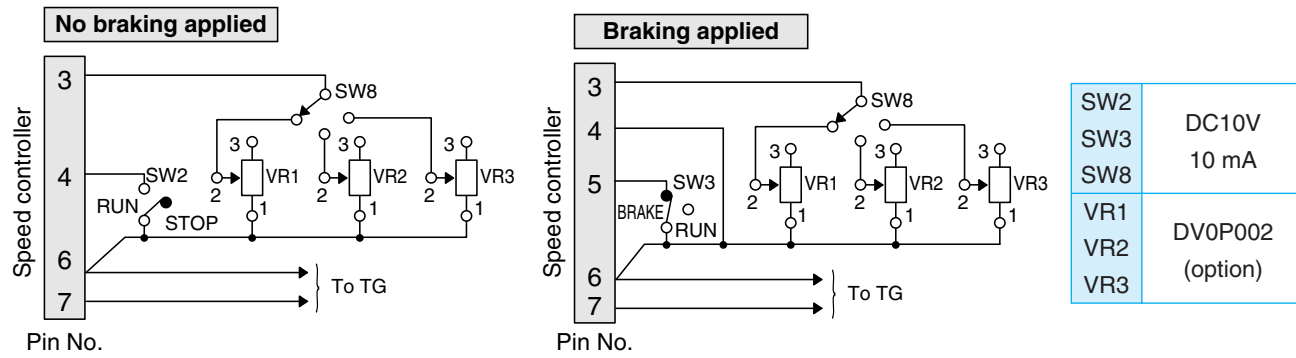 No braking applied
Speed controller
3
4
6
7
Pin No.
SW8
SW2
RUN
STOP
3
2
VR1
1
3
2
VR2
1
3
2
VR3
1
To TG
Braking applied
Speed controller
3
4
5
6
7
Pin No.
SW8
SW3
BRAKE
RUN
3
2
VR1
1
3
2
VR2
1
3
2
VR3
1
To TG
SW2
SW3
SW8
DC10V
10 mA
VR1
VR2
VR3
DV0P002
(option)